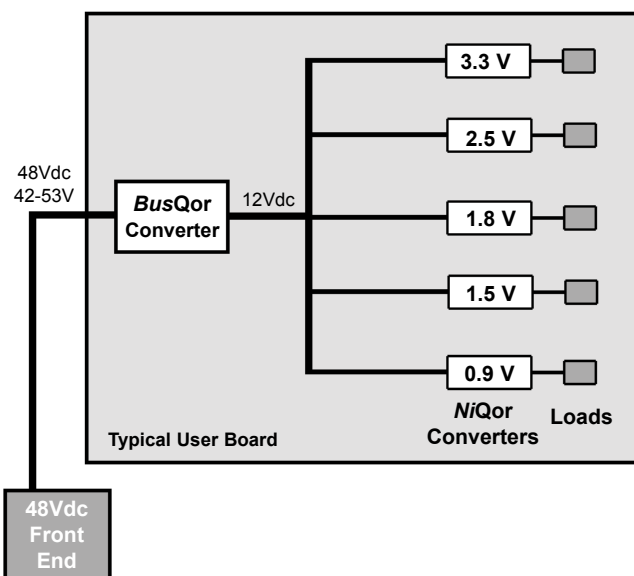 3.3 V
2.5 V
48Vdc
42-53V
BusQor
Converter
12Vdc
1.8 V
1.5 V
0.9 V
NiQor
Converters
Loads
Typical User Board
48Vdc
Front
End